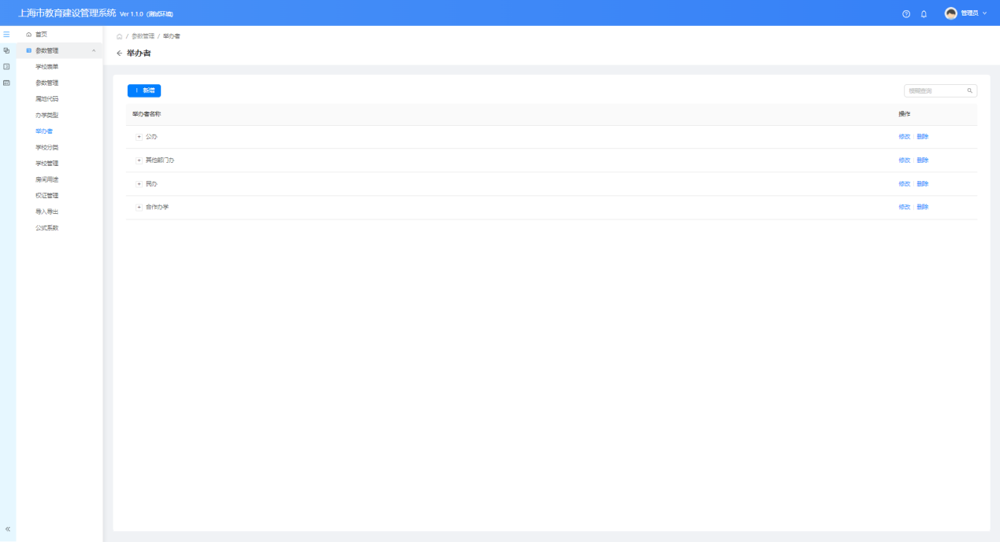 上海市教育建设管理系统 Ver 1.1.0 (测试环境)
管理员
首页
参数管理
学校表单
参数管理
属地代码
办学类型
举办者
学校分类
学校管理
房间用途
权证管理
导入导出
公式系数
/ 参数管理 / 举办者
举办者
新增
模糊查询
举办者名称 操作
公办 修改 删除
其他部门办 修改 删除
民办 修改 删除
合作办学 修改 删除